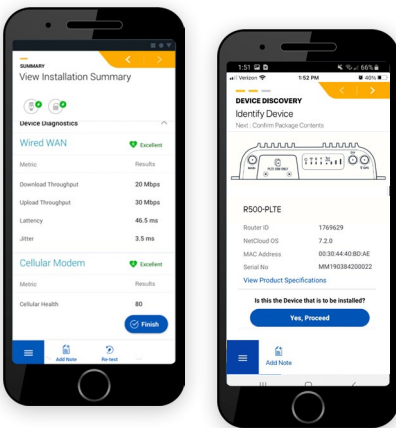 SUMMARY
View Installation Summary
Device Diagnostics
Wired WAN
Excellent
Metric Results
Download Throughput 20 Mbps
Upload Throughput 30 Mbps
Lattency 46.5 ms
Jitter 3.5 ms
Cellular Modem
Excellent
Metric Results
Cellular Health 80
Finish
Add Note
Re-test
1:51
66%
Verizon
1:52 PM
40%
DEVICE DISCOVERY
Identify Device
Next : Confirm Package Contents
R500-PLTE
Router ID 1769629
NetCloud OS 7.2.0
MAC Address 00:30:44:40:BD:AE
Serial No MM190384200022
View Product Specifications
Is this the Device that is to be installed?
Yes, Proceed
Add Note